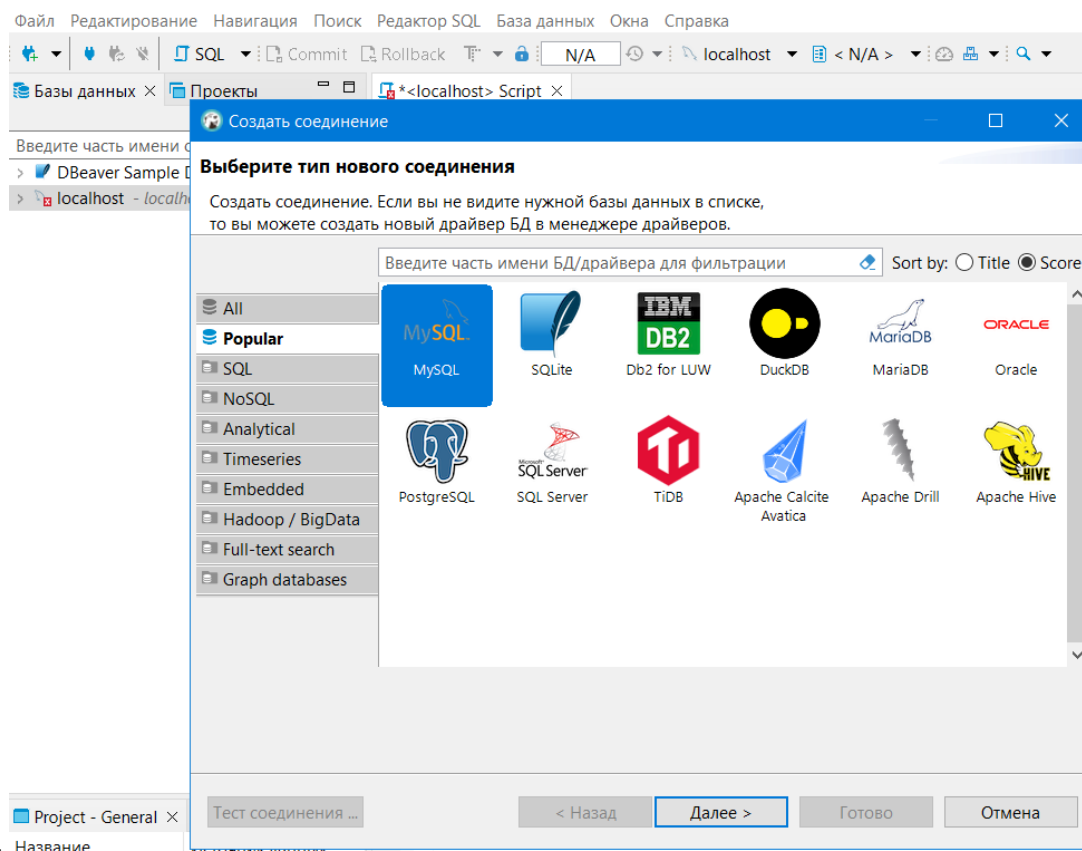 Файл Редактирование Навигация Поиск Редактор SQL База данных Окна Справка
SQL Commit Rollback N/A localhost < N/A >
Базы данных Проекты *<localhost> Script
Создать соединение
Введите часть имени
DBeaver Sample
localhost
Выберите тип нового соединения
Создать соединение. Если вы не видите нужной базы данных в списке,
то вы можете создать новый драйвер БД в менеджере драйверов.
Введите часть имени БД/драйвера для фильтрации Sort by: Title Score
All
Popular
SQL
NoSQL
Analytical
Timeseries
Embedded
Hadoop / BigData
Full-text search
Graph databases
MySQL IBM DB2 MariaDB ORACLE
MySQL SQLite Db2 for LUW DuckDB MariaDB Oracle
Microsoft SQL Server HIVE
PostgreSQL SQL Server TiDB Apache Calcite Avatica Apache Drill Apache Hive
Тест соединения ... < Назад Далее > Готово Отмена
Project - General
Название